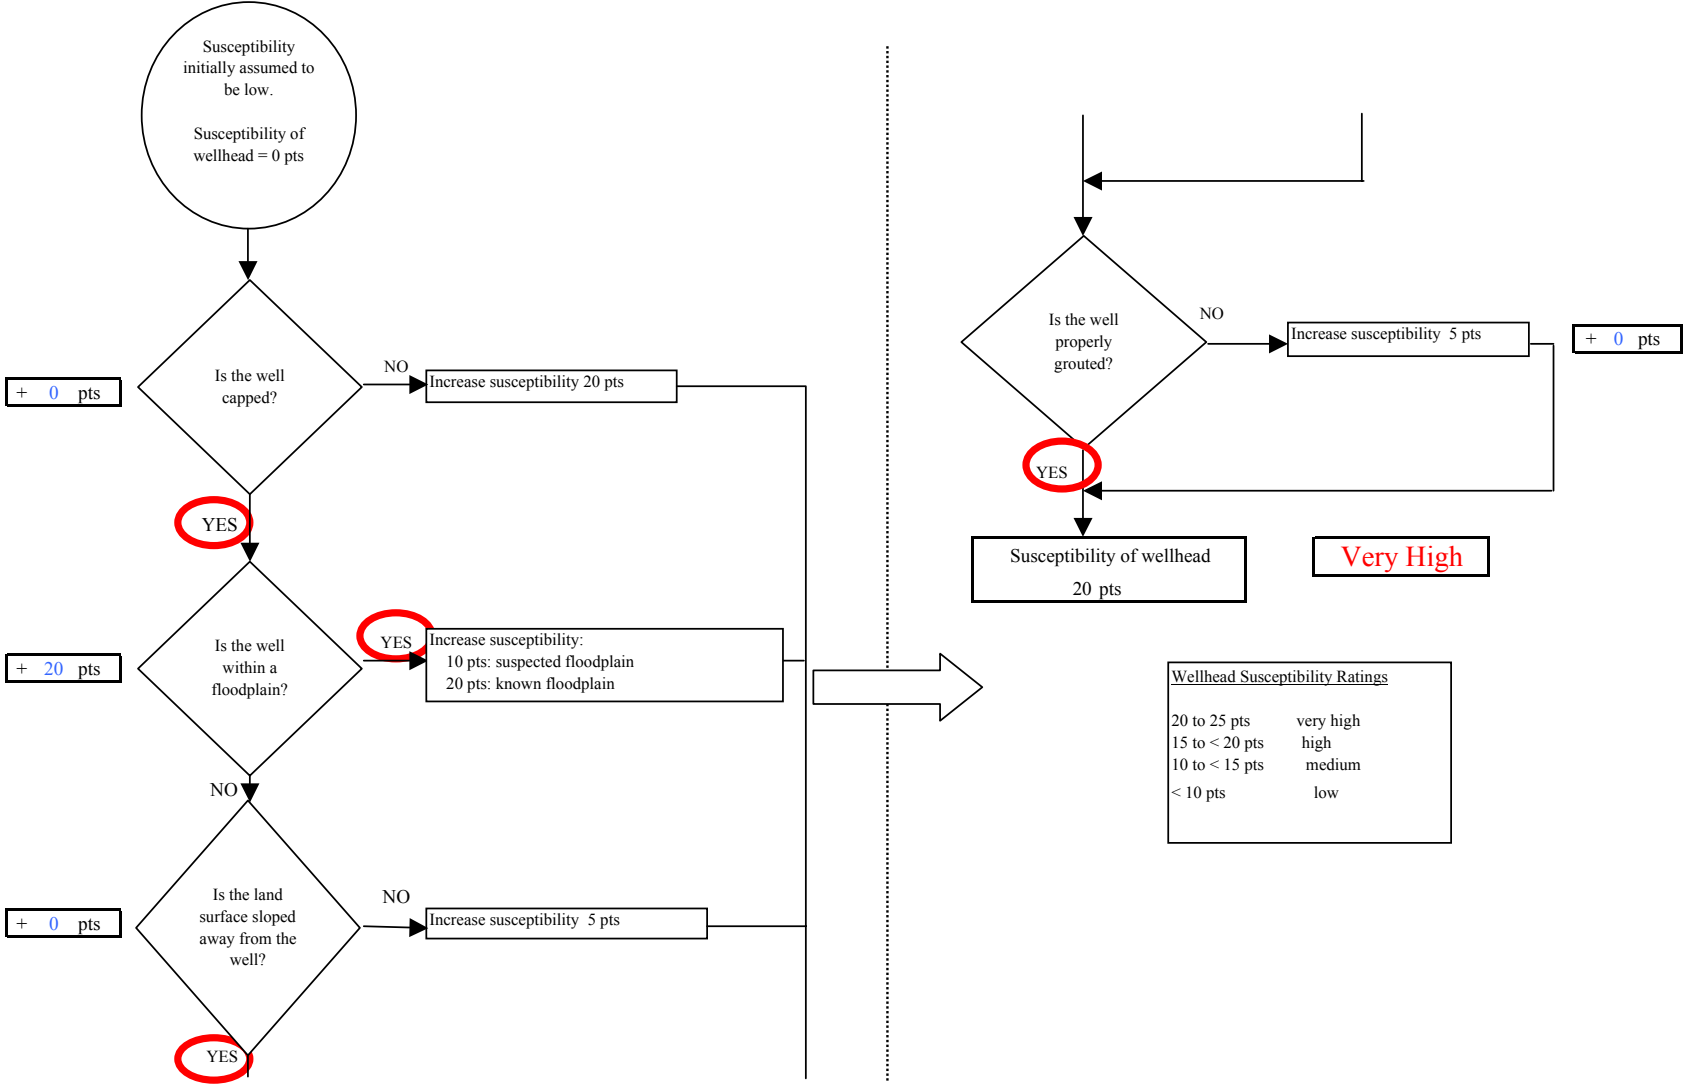 Susceptibility
initially assumed to
be low.
Susceptibility of
wellhead = 0 pts
Is the well
capped?
NO
Increase susceptibility 20 pts
+ 0 pts
YES
Is the well
within a
floodplain?
YES
Increase susceptibility:
10 pts: suspected floodplain
20 pts: known floodplain
+ 20 pts
NO
Is the land
surface sloped
away from the
well?
NO
Increase susceptibility 5 pts
+ 0 pts
YES
Is the well
properly
grouted?
NO
Increase susceptibility 5 pts
+ 0 pts
YES
Susceptibility of wellhead
20 pts
Very High
Wellhead Susceptibility Ratings
20 to 25 pts very high
15 to < 20 pts high
10 to < 15 pts medium
< 10 pts low